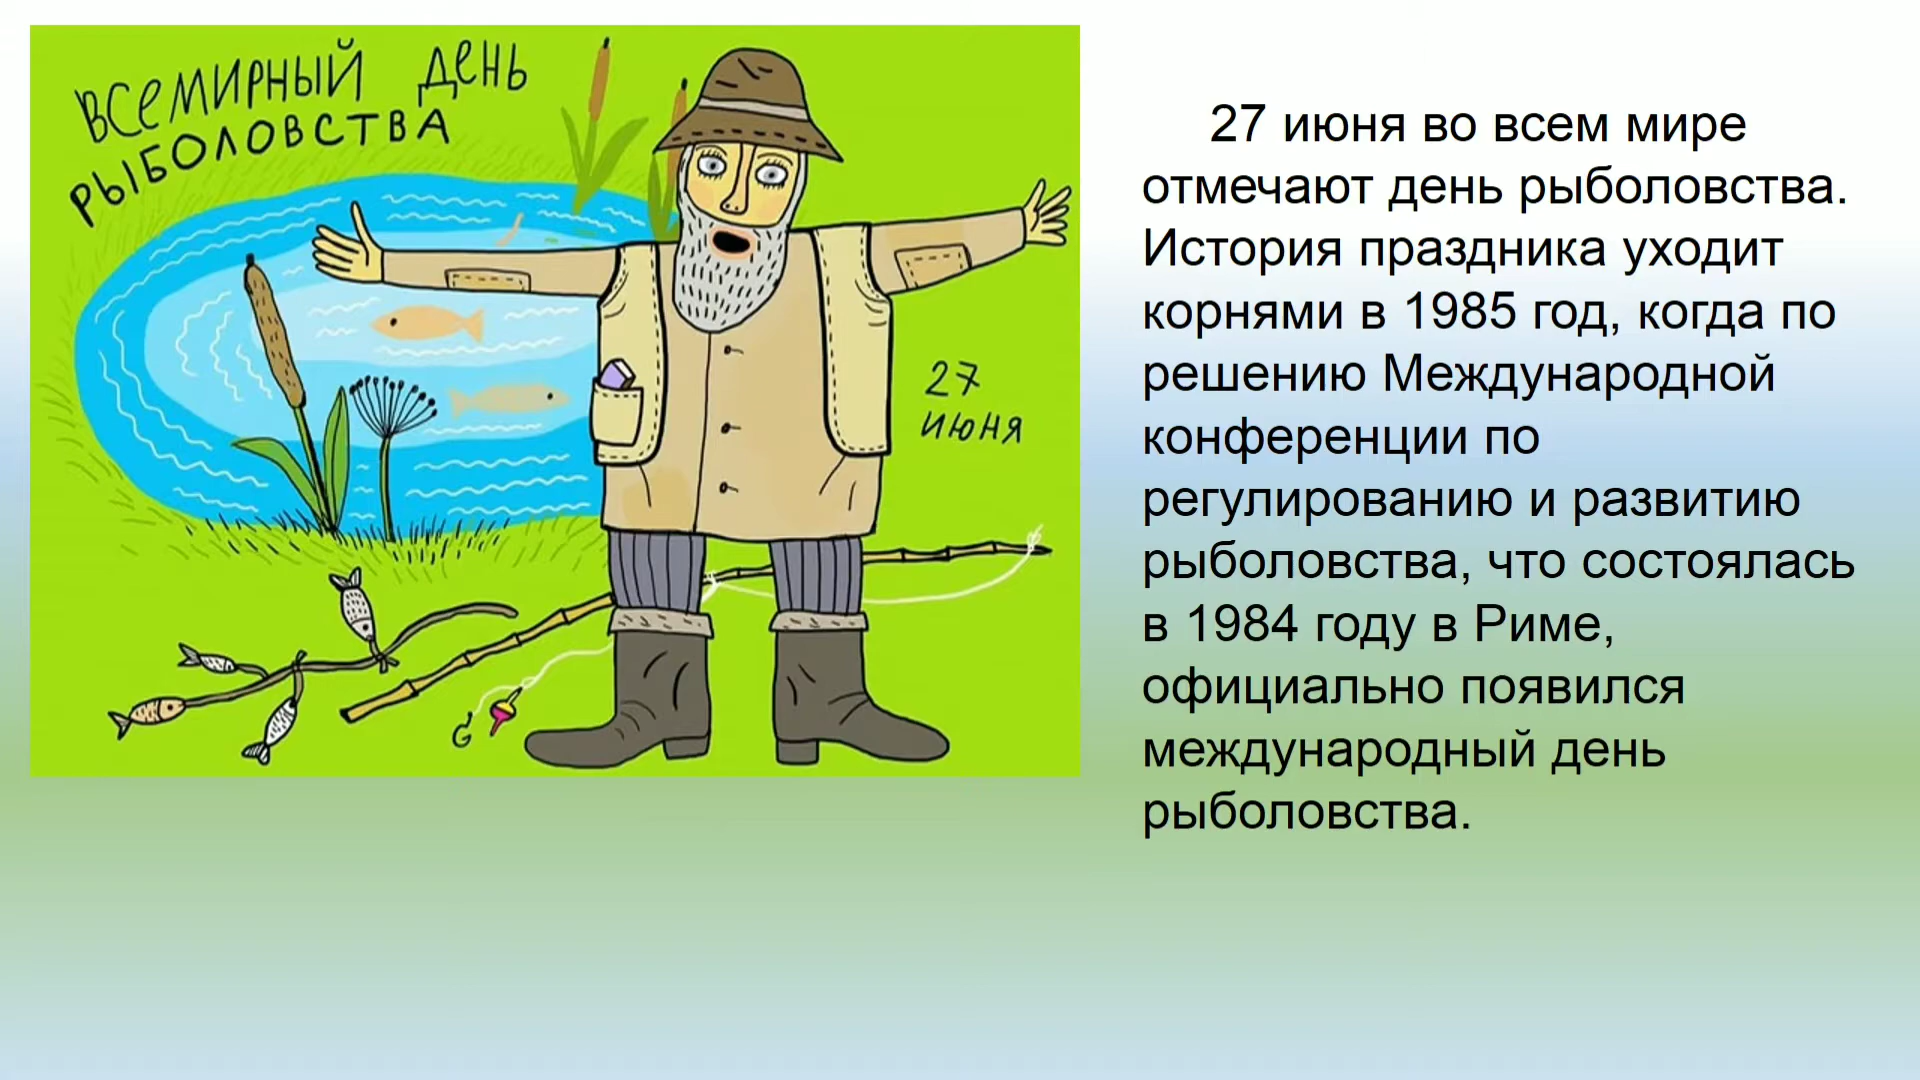 ВСЕМИРНЫЙ ДЕНЬ
РЫБОЛОВСТВА
27
ИЮНЯ
27 июня во всем мире
отмечают день рыболовства.
История праздника уходит
корнями в 1985 год, когда по
решению Международной
конференции по
регулированию и развитию
рыболовства, что состоялась
в 1984 году в Риме,
официально появился
международный день
рыболовства.